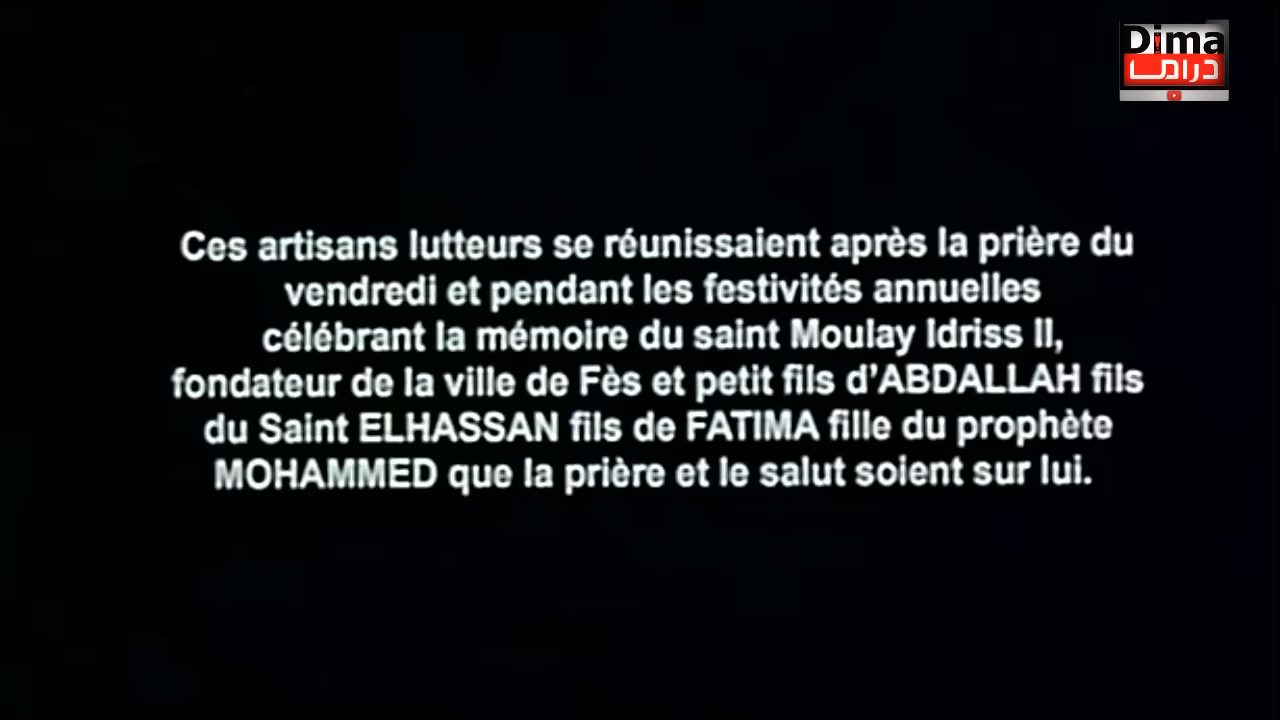 Dima
دراما
Ces artisans lutteurs se réunissaient après la prière du
vendredi et pendant les festivités annuelles
célébrant la mémoire du saint Moulay Idriss II,
fondateur de la ville de Fès et petit fils d'ABDALLAH fils
du Saint ELHASSAN fils de FATIMA fille du prophète
MOHAMMED que la prière et le salut soient sur lui.